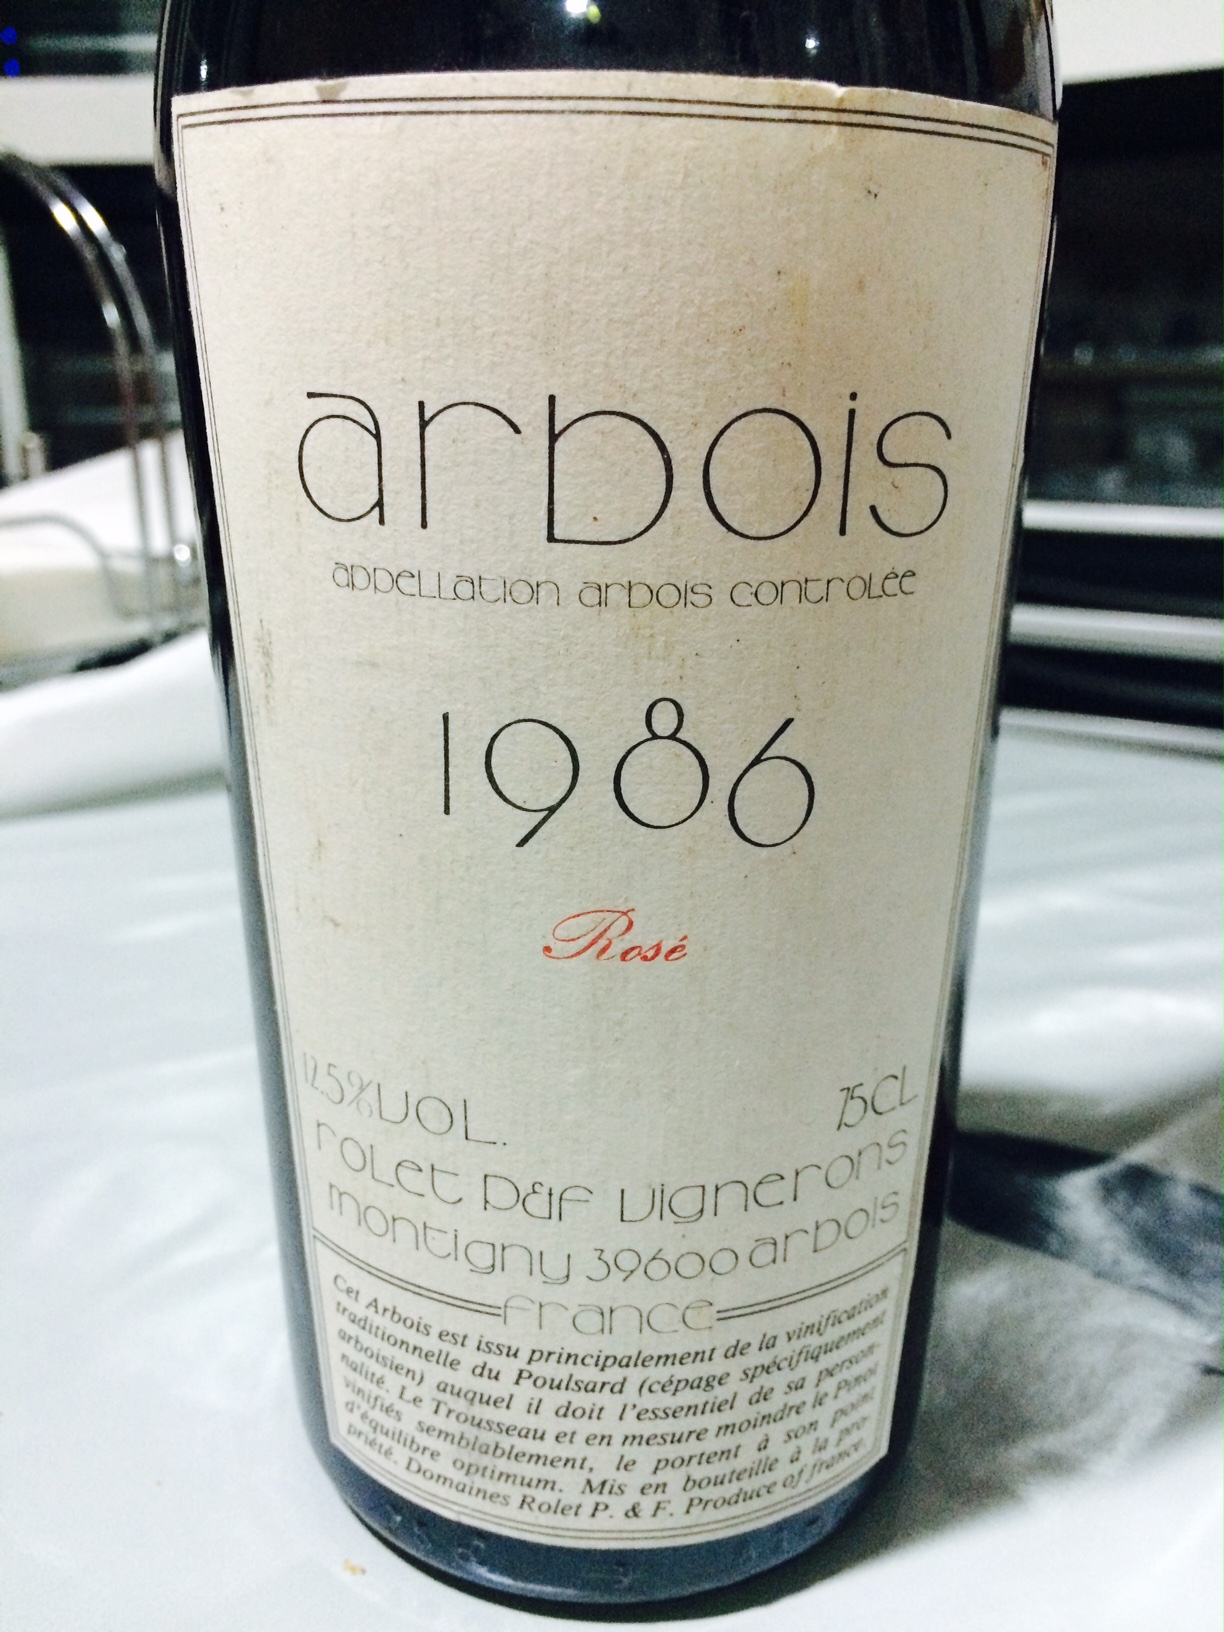 arbois
appellation arbois controlée
1986
Rosé
12.5%VOL. 75CL
rolet p&f vignerons
montigny 39600 arbois
france
Cet Arbois est issu principalement de la vinification
traditionnelle du Poulsard (cépage spécifiquement
arboisien) auquel il doit l'essentiel de sa person-
nalité. Le Trousseau et en mesure moindre le Pinot
vinifiés semblablement, le portent à son point
d'équilibre optimum. Mis en bouteille à la pro-
priété. Domaines Rolet P. & F. Produce of france.